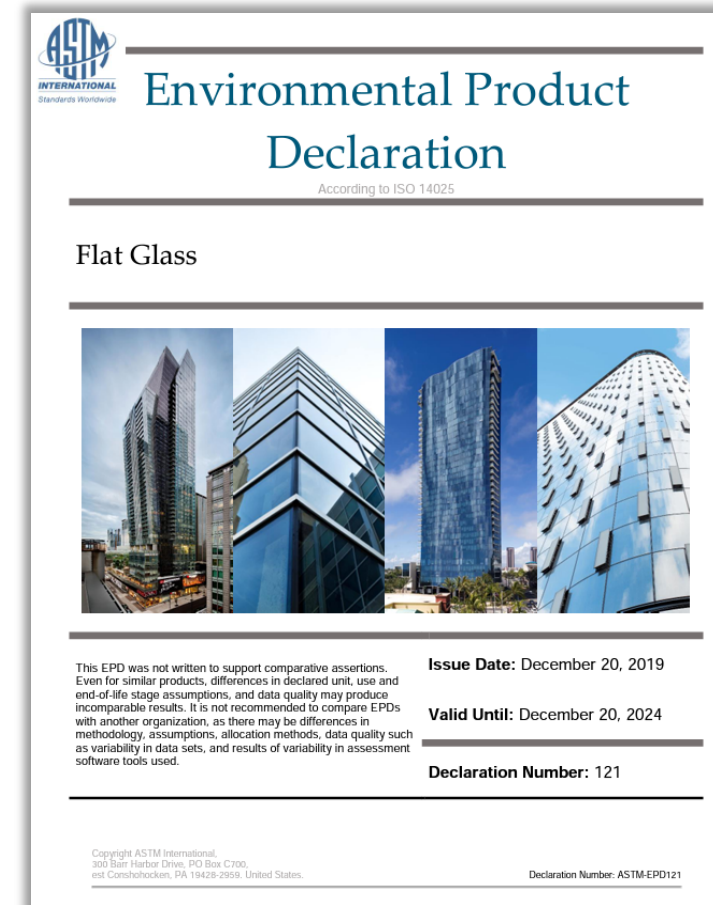 ASTM
INTERNATIONAL
Standards Worldwide
Environmental Product
Declaration
According to ISO 14025
Flat Glass
This EPD was not written to support comparative assertions.
Even for similar products, differences in declared unit, use and
end-of-life stage assumptions, and data quality may produce
incomparable results. It is not recommended to compare EPDs
with another organization, as there may be differences in
methodology, assumptions, allocation methods, data quality such
as variability in data sets, and results of variability in assessment
software tools used.
Issue Date: December 20, 2019
Valid Until: December 20, 2024
Declaration Number: 121
Copyright ASTM International,
300 Barr Harbor Drive, PO Box C700,
est Conshohocken, PA 19428-2959, United States.
Declaration Number: ASTM-EPD121